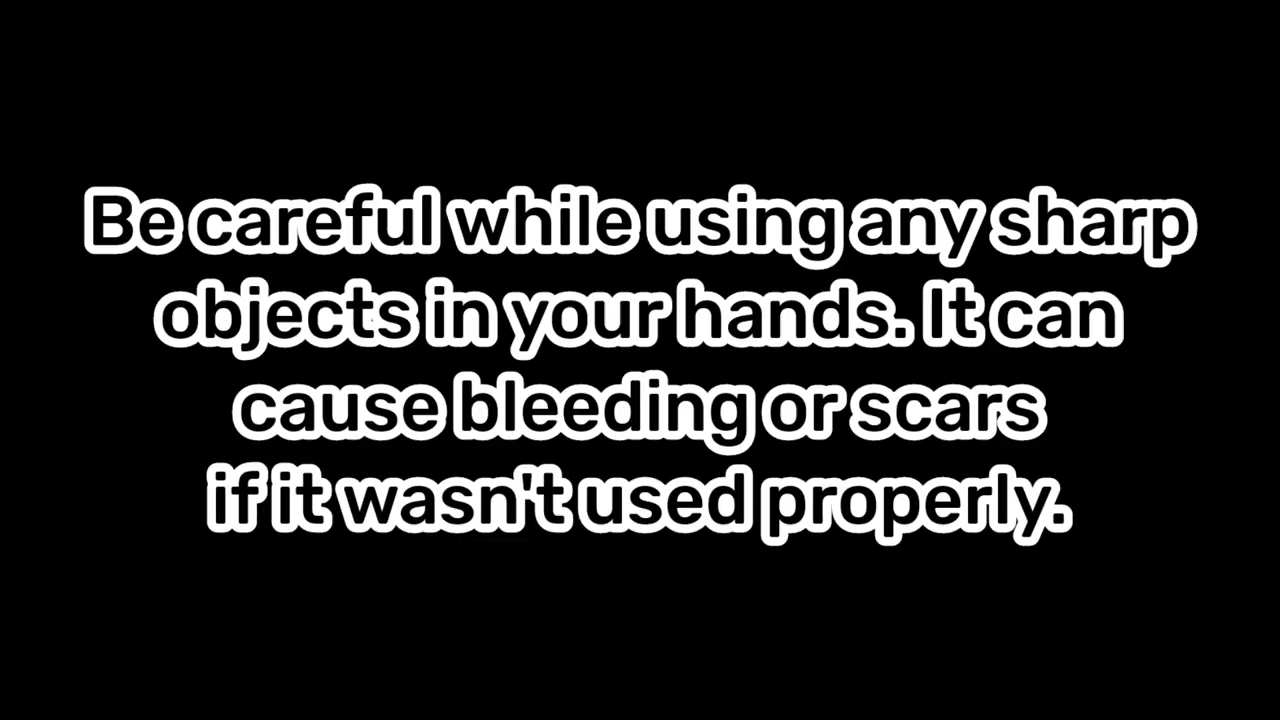 Be careful while using any sharp
objects in your hands. It can
cause bleeding or scars
if it wasn't used properly.